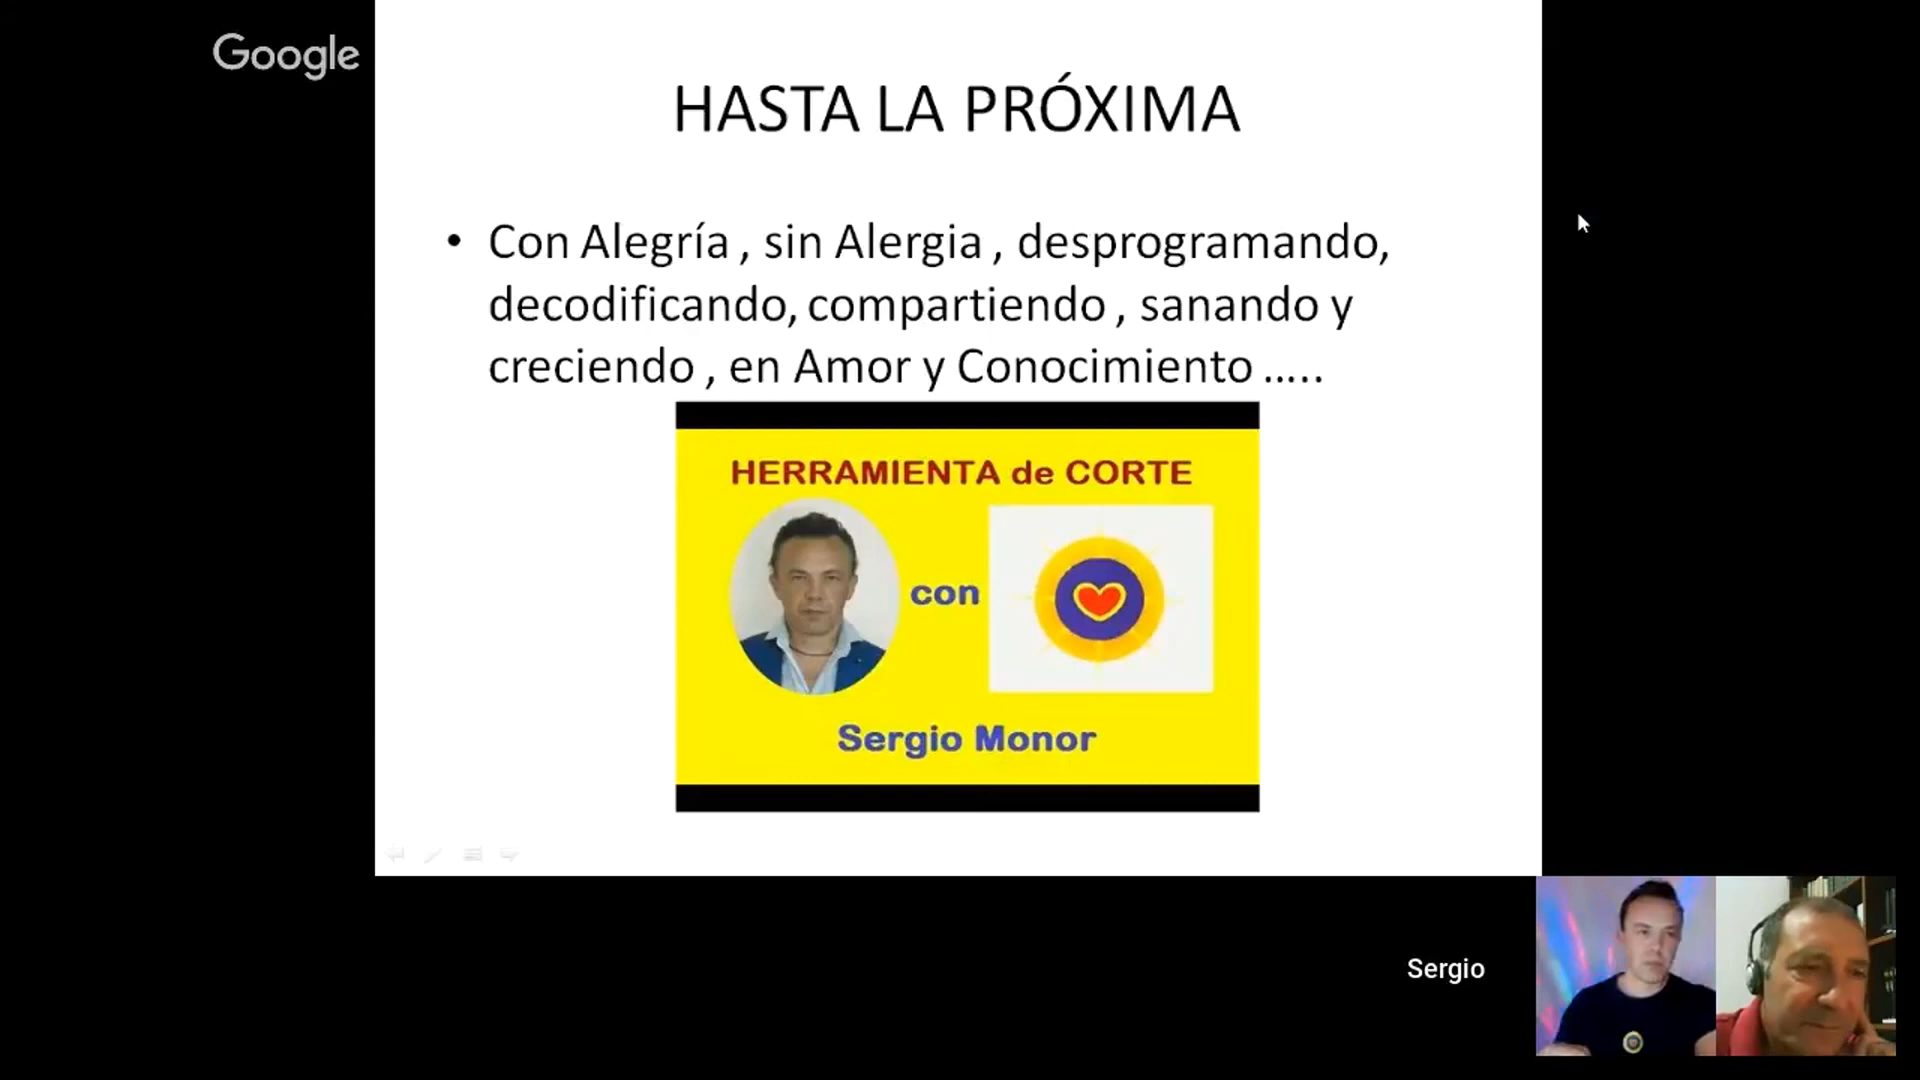 Google
HASTA LA PRÓXIMA
• Con Alegría , sin Alergia , desprogramando,
decodificando, compartiendo , sanando y
creciendo , en Amor y Conocimiento …..
HERRAMIENTA de CORTE
con
Sergio Monor
Sergio